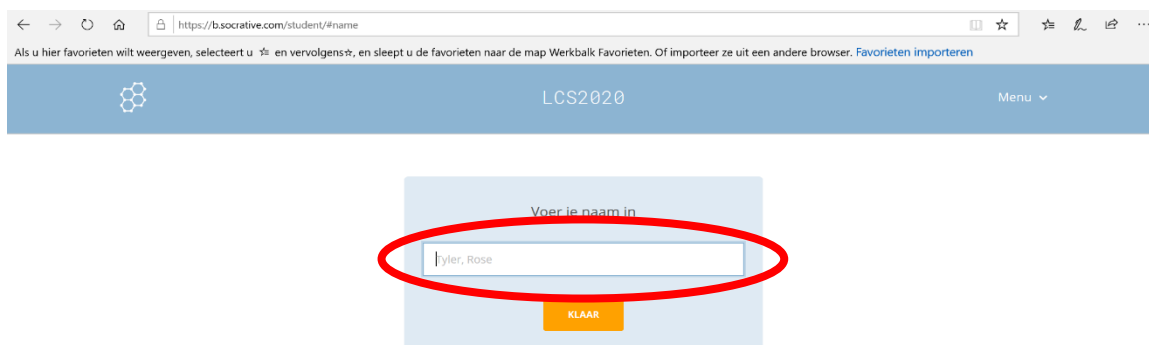 https://b.socrative.com/student/#name
Als u hier favorieten wilt weergeven, selecteert u en vervolgens, en sleept u de favorieten naar de map Werkbalk Favorieten. Of importeer ze uit een andere browser. Favorieten importeren
LCS2020
Menu
Voer je naam in
Tyler, Rose
KLAAR